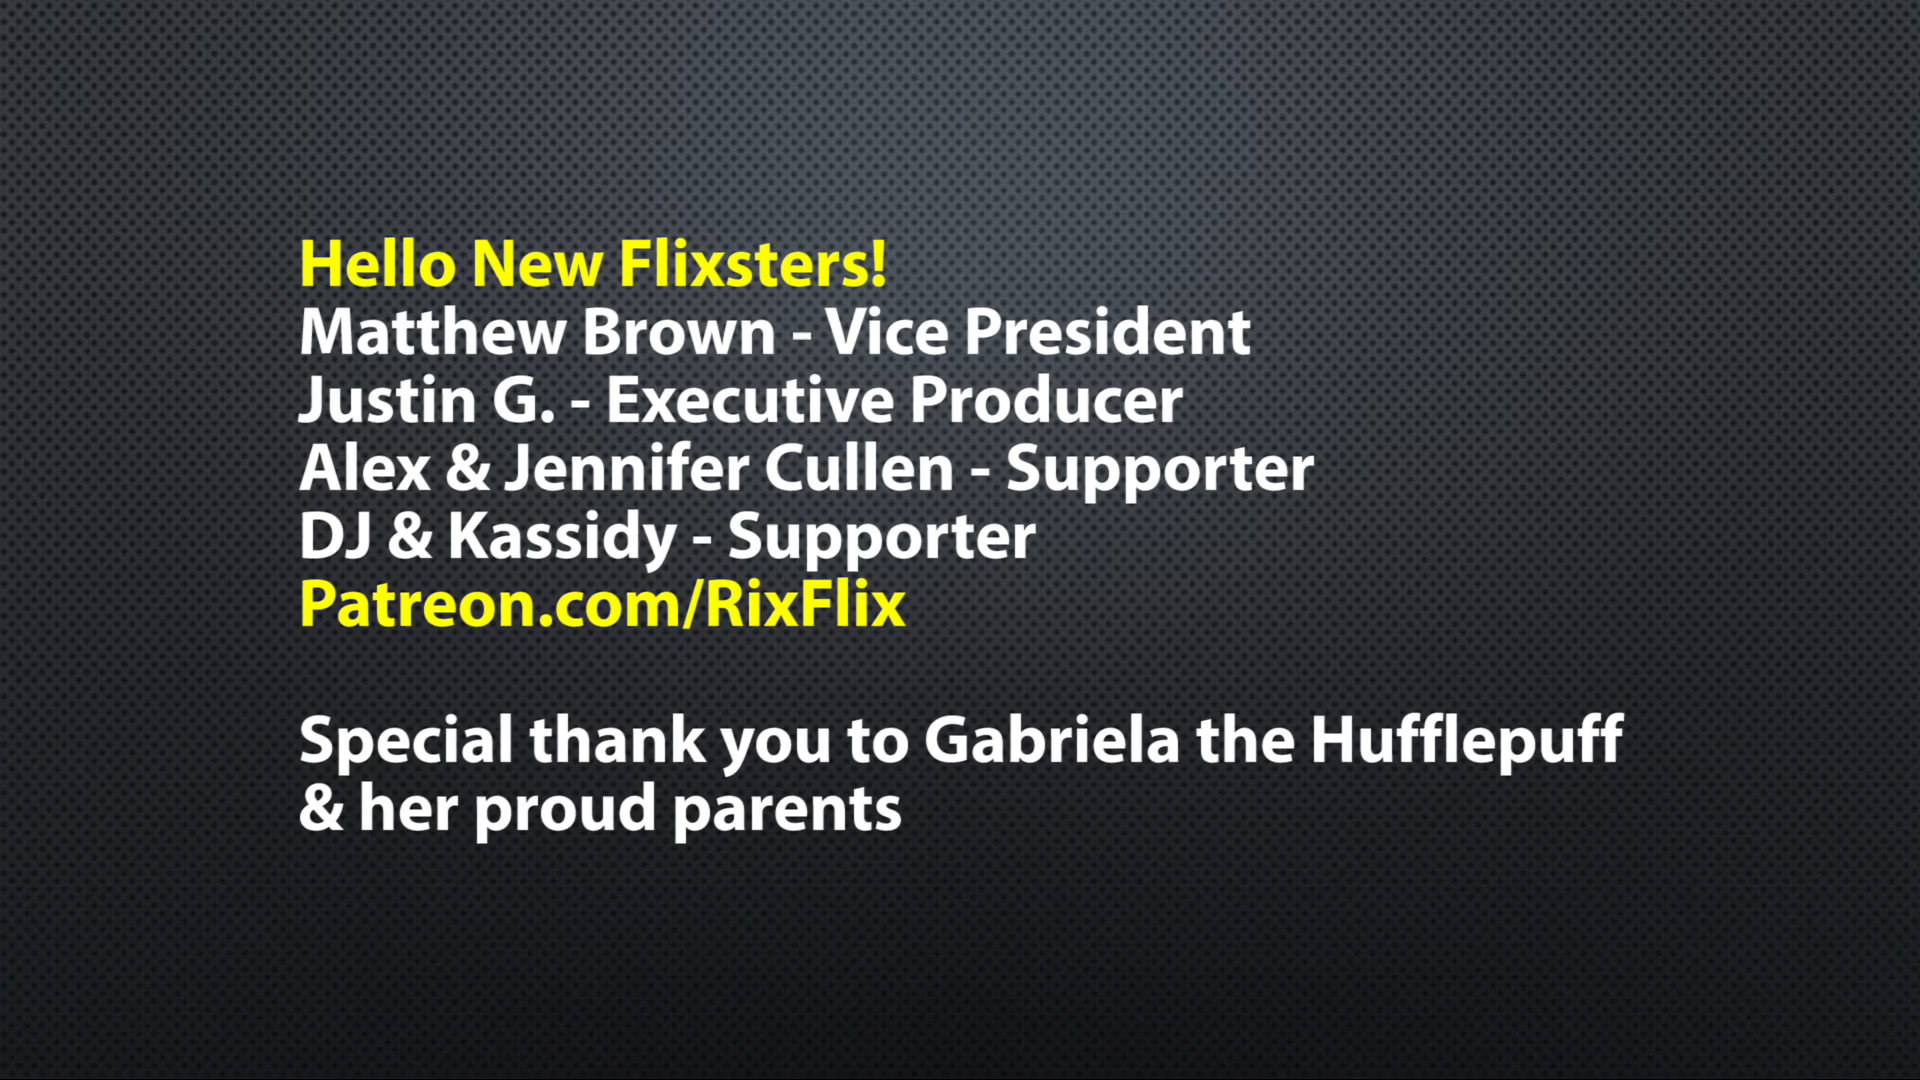 Hello New Flixsters!
Matthew Brown - Vice President
Justin G. - Executive Producer
Alex & Jennifer Cullen - Supporter
DJ & Kassidy - Supporter
Patreon.com/RixFlix
Special thank you to Gabriela the Hufflepuff
& her proud parents